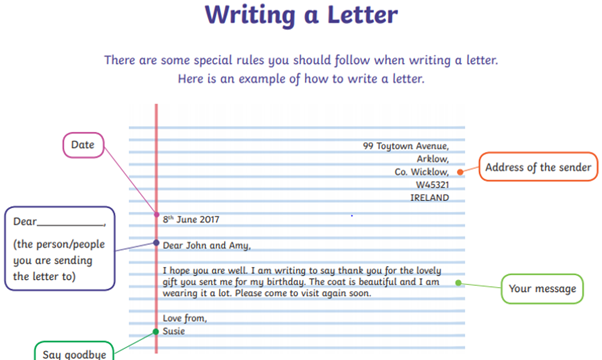 Writing a Letter
There are some special rules you should follow when writing a letter.
Here is an example of how to write a letter.
Date
99 Toytown Avenue,
Arklow,
Co. Wicklow,
W45321
IRELAND
Address of the sender
8th June 2017
Dear____________,
(the person/people
you are sending
the letter to)
Dear John and Amy,
I hope you are well. I am writing to say thank you for the lovely
gift you sent me for my birthday. The coat is beautiful and I am
wearing it a lot. Please come to visit again soon.
Your message
Love from,
Susie
Say goodbye